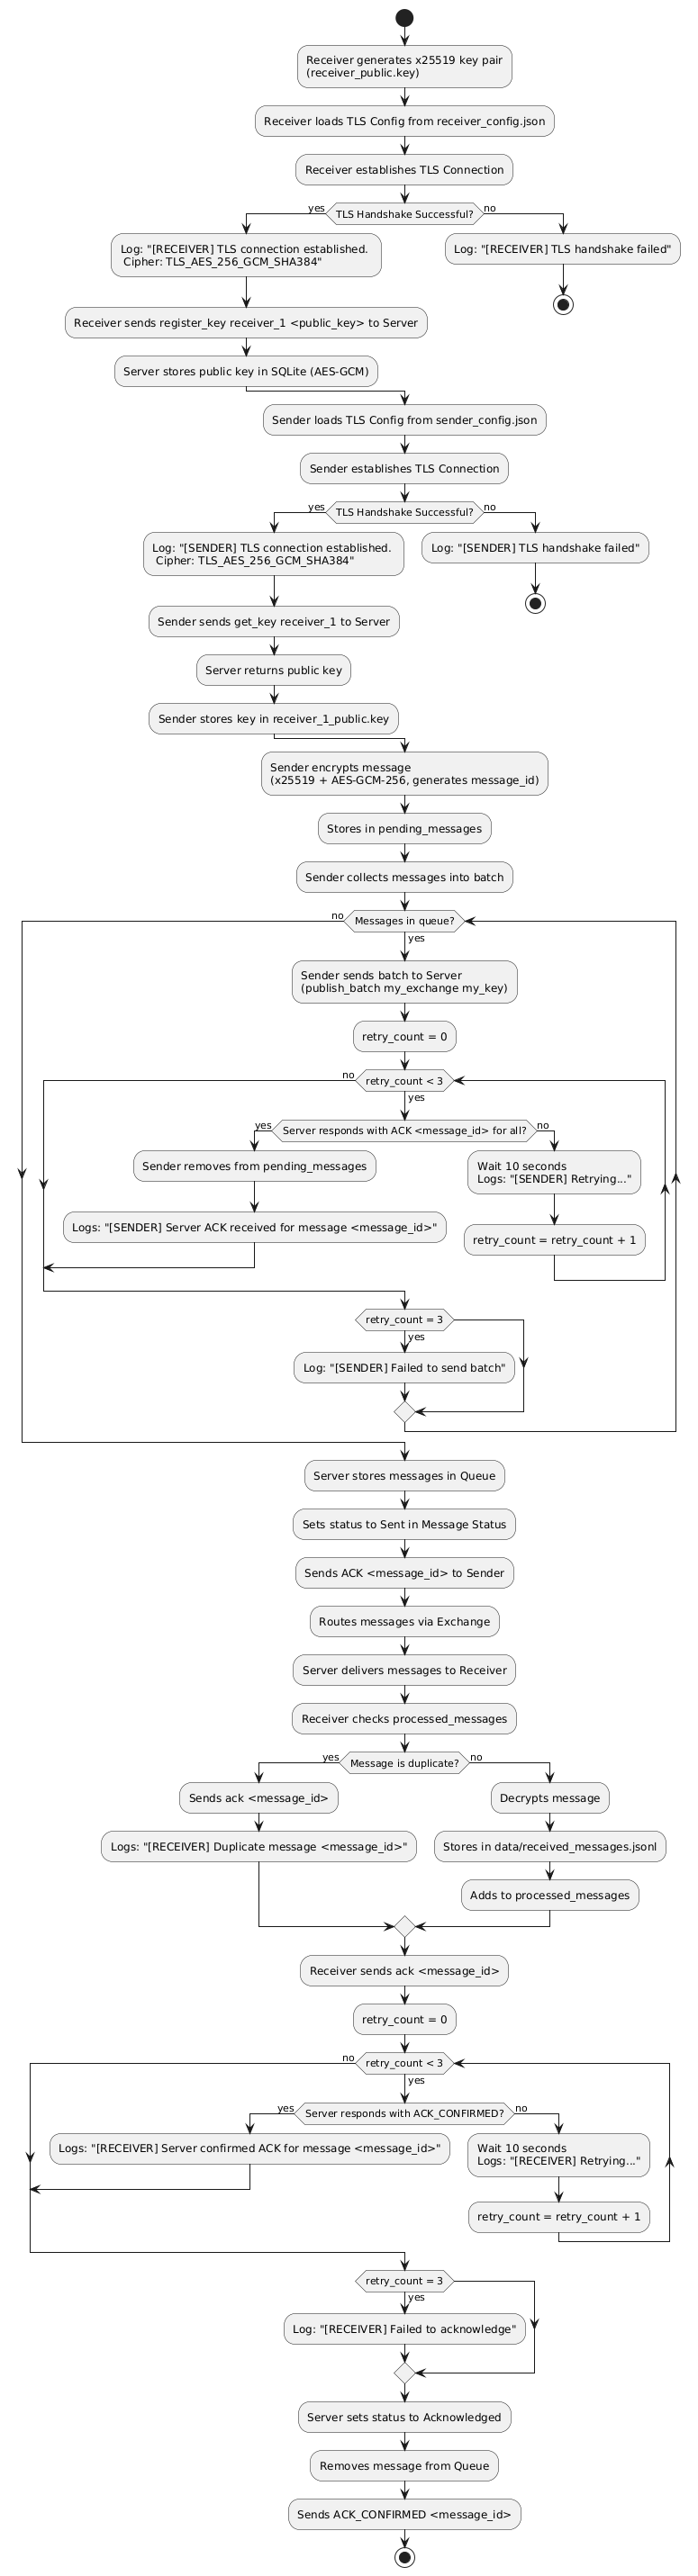 Receiver generates x25519 key pair
(receiver_public.key)
Receiver loads TLS Config from receiver_config.json
Receiver establishes TLS Connection
yes
TLS Handshake Successful?
no
Log: "[RECEIVER] TLS connection established.
Cipher: TLS_AES_256_GCM_SHA384"
Log: "[RECEIVER] TLS handshake failed"
Receiver sends register_key receiver_1 <public_key> to Server
Server stores public key in SQLite (AES-GCM)
Sender loads TLS Config from sender_config.json
Sender establishes TLS Connection
yes
TLS Handshake Successful?
no
Log: "[SENDER] TLS connection established.
Cipher: TLS_AES_256_GCM_SHA384"
Log: "[SENDER] TLS handshake failed"
Sender sends get_key receiver_1 to Server
Server returns public key
Sender stores key in receiver_1_public.key
Sender encrypts message
(x25519 + AES-GCM-256, generates message_id)
Stores in pending_messages
Sender collects messages into batch
no
Messages in queue?
yes
Sender sends batch to Server
(publish_batch my_exchange my_key)
retry_count = 0
no
retry_count < 3
yes
yes
Server responds with ACK <message_id> for all?
no
Sender removes from pending_messages
Wait 10 seconds
Logs: "[SENDER] Retrying..."
Logs: "[SENDER] Server ACK received for message <message_id>"
retry_count = retry_count + 1
retry_count = 3
yes
Log: "[SENDER] Failed to send batch"
Server stores messages in Queue
Sets status to Sent in Message Status
Sends ACK <message_id> to Sender
Routes messages via Exchange
Server delivers messages to Receiver
Receiver checks processed_messages
yes
Message is duplicate?
no
Sends ack <message_id>
Decrypts message
Logs: "[RECEIVER] Duplicate message <message_id>"
Stores in data/received_messages.jsonl
Adds to processed_messages
Receiver sends ack <message_id>
retry_count = 0
no
retry_count < 3
yes
yes
Server responds with ACK_CONFIRMED?
no
Logs: "[RECEIVER] Server confirmed ACK for message <message_id>"
Wait 10 seconds
Logs: "[RECEIVER] Retrying..."
retry_count = retry_count + 1
retry_count = 3
yes
Log: "[RECEIVER] Failed to acknowledge"
Server sets status to Acknowledged
Removes message from Queue
Sends ACK_CONFIRMED <message_id>